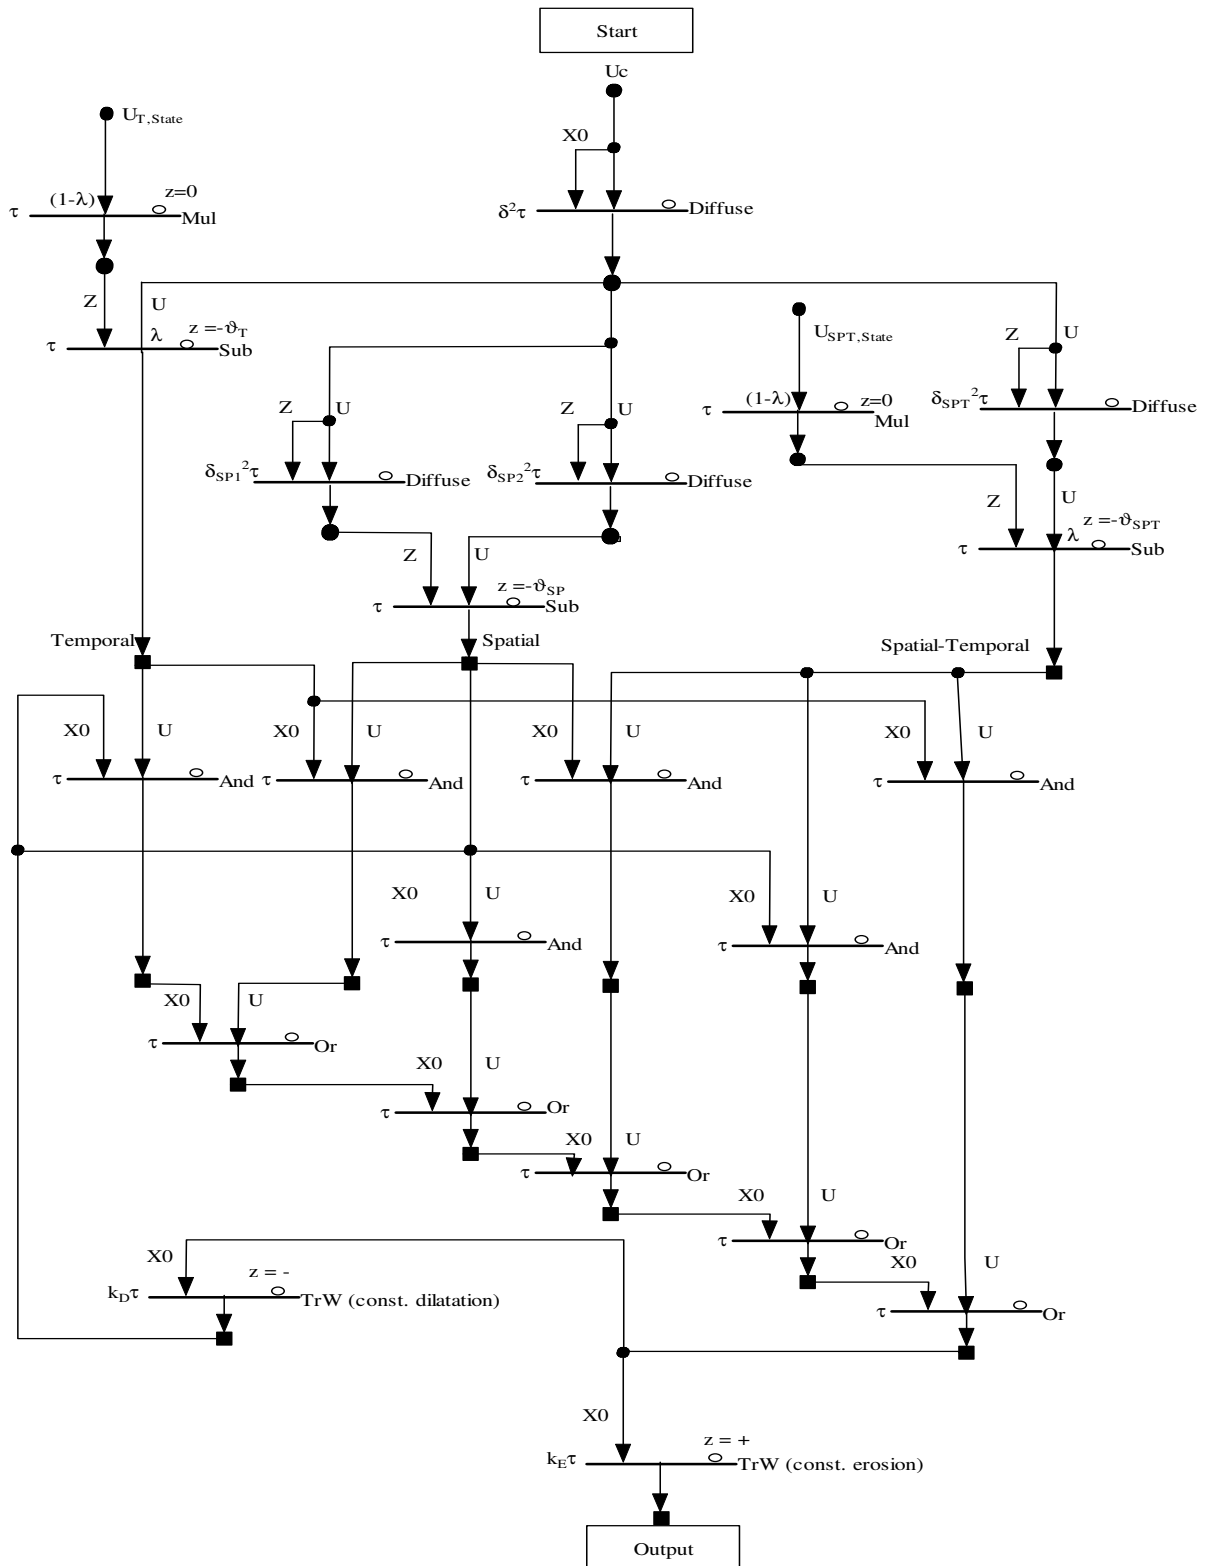 Start
Uc
U_T,State
X0
(1-λ) z=0
τ Mul
δ²τ Diffuse
Z U
λ z =-ϑ_T
τ Sub
U_SPT,State
Z U
(1-λ) z=0
τ Mul
δ_SPT²τ Diffuse
Z U
Z U
δ_SP1²τ Diffuse
δ_SP2²τ Diffuse
Z U
λ z =-ϑ_SPT
τ Sub
Z U
z =-ϑ_SP
τ Sub
Temporal
Spatial
Spatial-Temporal
X0 U
X0 U
X0 U
X0 U
τ And
τ And
τ And
τ And
X0 U
X0 U
τ And
τ And
X0 U
τ Or
X0 U
τ Or
X0 U
τ Or
X0 U
τ Or
X0 U
τ Or
X0
z = -
k_Dτ TrW (const. dilatation)
X0
z = +
k_Eτ TrW (const. erosion)
Output